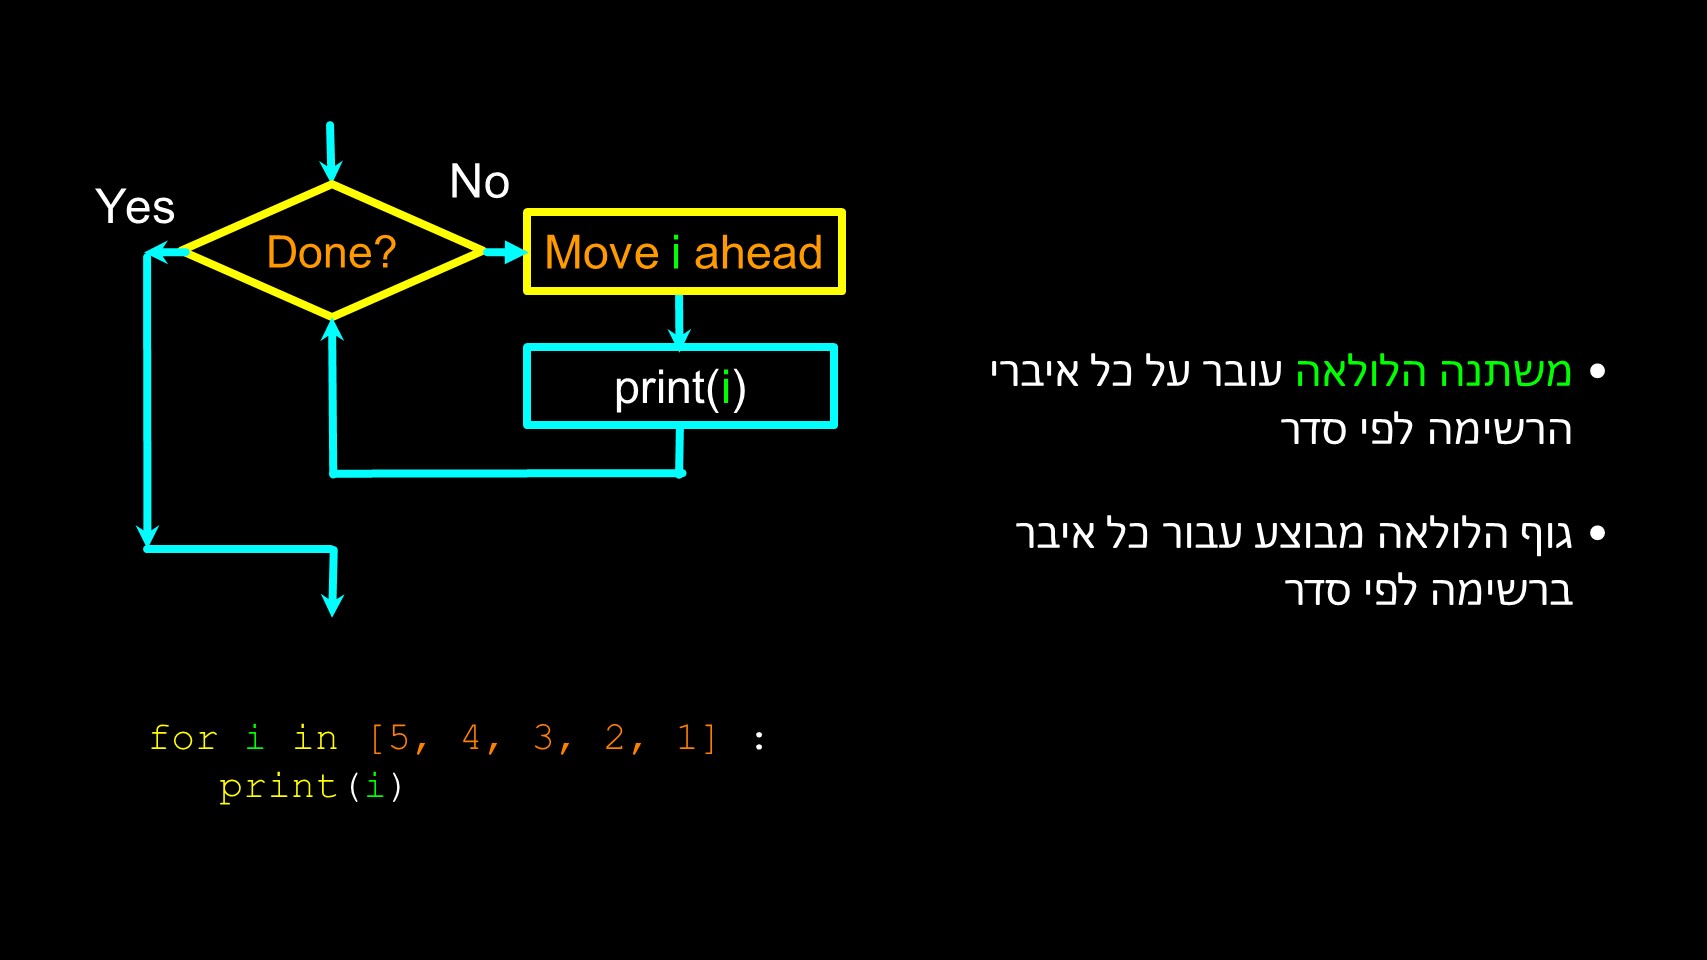 Yes
No
Done?
Move i ahead
print(i)
• משתנה הלולאה עובר על כל איברי
הרשימה לפי סדר
• גוף הלולאה מבוצע עבור כל איבר
ברשימה לפי סדר
for i in [5, 4, 3, 2, 1] :
print(i)